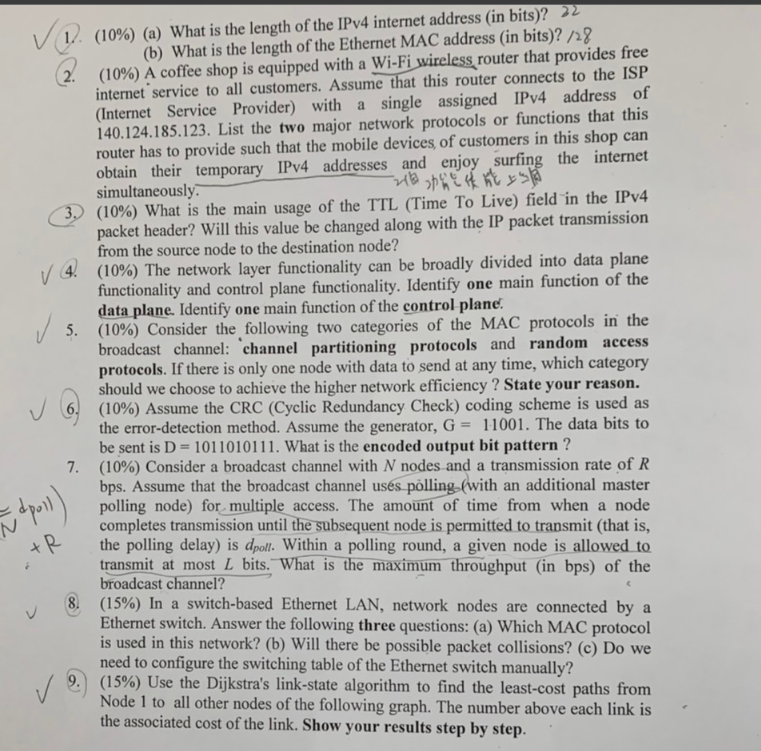 1. (10%) (a) What is the length of the IPv4 internet address (in bits)? 22
(b) What is the length of the Ethernet MAC address (in bits)? 128
2. (10%) A coffee shop is equipped with a Wi-Fi wireless router that provides free
internet service to all customers. Assume that this router connects to the ISP
(Internet Service Provider) with a single assigned IPv4 address of
140.124.185.123. List the two major network protocols or functions that this
router has to provide such that the mobile devices of customers in this shop can
obtain their temporary IPv4 addresses and enjoy surfing the internet
simultaneously.
3. (10%) What is the main usage of the TTL (Time To Live) field in the IPv4
packet header? Will this value be changed along with the IP packet transmission
from the source node to the destination node?
4. (10%) The network layer functionality can be broadly divided into data plane
functionality and control plane functionality. Identify one main function of the
data plane. Identify one main function of the control plane.
5. (10%) Consider the following two categories of the MAC protocols in the
broadcast channel: channel partitioning protocols and random access
protocols. If there is only one node with data to send at any time, which category
should we choose to achieve the higher network efficiency ? State your reason.
6. (10%) Assume the CRC (Cyclic Redundancy Check) coding scheme is used as
the error-detection method. Assume the generator, G = 11001. The data bits to
be sent is D = 1011010111. What is the encoded output bit pattern ?
7. (10%) Consider a broadcast channel with N nodes and a transmission rate of R
bps. Assume that the broadcast channel uses polling (with an additional master
polling node) for multiple access. The amount of time from when a node
completes transmission until the subsequent node is permitted to transmit (that is,
the polling delay) is dpoll. Within a polling round, a given node is allowed to
transmit at most L bits. What is the maximum throughput (in bps) of the
broadcast channel?
= dpoll)
N
+ R
8. (15%) In a switch-based Ethernet LAN, network nodes are connected by a
Ethernet switch. Answer the following three questions: (a) Which MAC protocol
is used in this network? (b) Will there be possible packet collisions? (c) Do we
need to configure the switching table of the Ethernet switch manually?
9. (15%) Use the Dijkstra's link-state algorithm to find the least-cost paths from
Node 1 to all other nodes of the following graph. The number above each link is
the associated cost of the link. Show your results step by step.